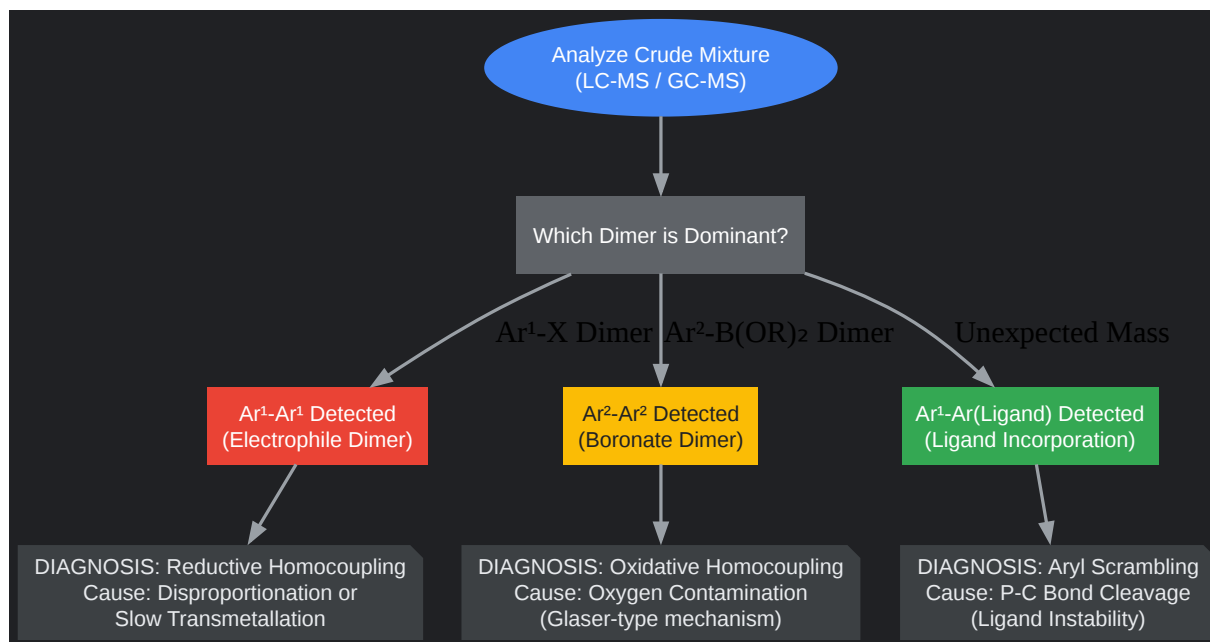 Analyze Crude Mixture
(LC-MS / GC-MS)
Which Dimer is Dominant?
Ar¹-X Dimer
Ar²-B(OR)₂ Dimer
Unexpected Mass
Ar¹-Ar¹ Detected
(Electrophile Dimer)
Ar²-Ar² Detected
(Boronate Dimer)
Ar¹-Ar(Ligand) Detected
(Ligand Incorporation)
DIAGNOSIS: Reductive Homocoupling
Cause: Disproportionation or
Slow Transmetallation
DIAGNOSIS: Oxidative Homocoupling
Cause: Oxygen Contamination
(Glaser-type mechanism)
DIAGNOSIS: Aryl Scrambling
Cause: P-C Bond Cleavage
(Ligand Instability)